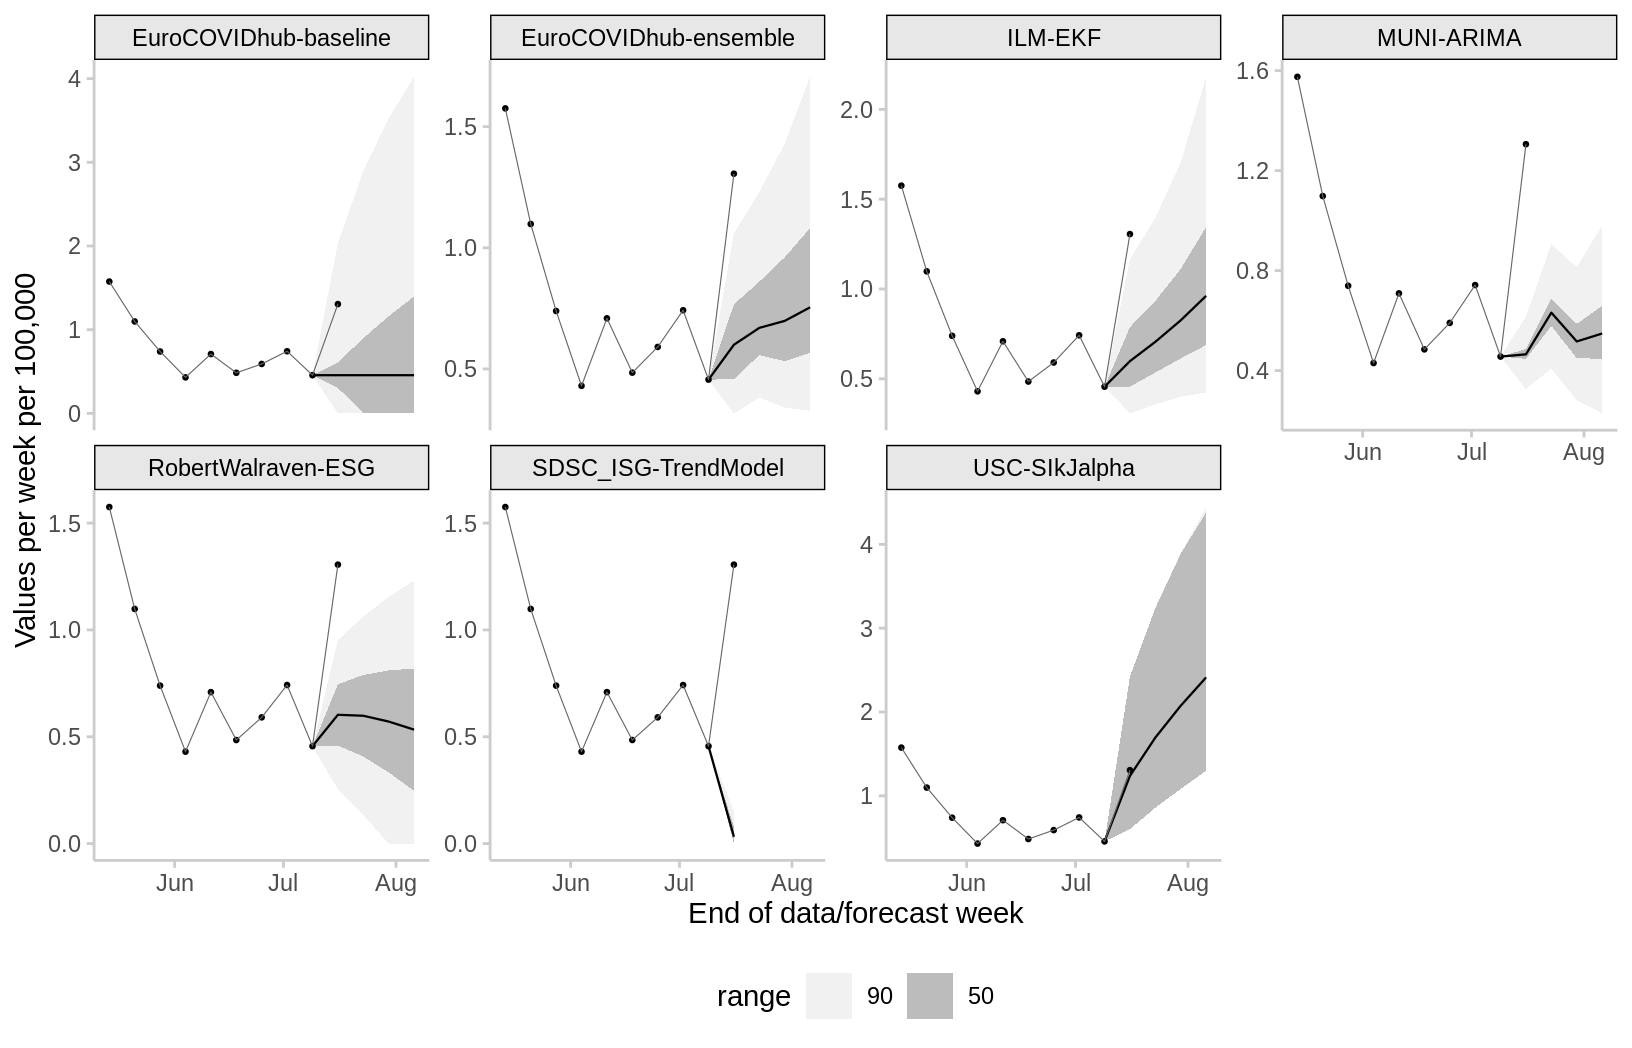 EuroCOVIDhub-baseline
EuroCOVIDhub-ensemble
ILM-EKF
MUNI-ARIMA
4
3
2
1
0
1.5
1.0
0.5
2.0
1.5
1.0
0.5
1.6
1.2
0.8
0.4
Jun
Jul
Aug
Values per week per 100,000
RobertWalraven-ESG
SDSC_ISG-TrendModel
USC-SIkJalpha
1.5
1.0
0.5
0.0
1.5
1.0
0.5
0.0
4
3
2
1
Jun
Jul
Aug
Jun
Jul
Aug
Jun
Jul
Aug
End of data/forecast week
range
90
50